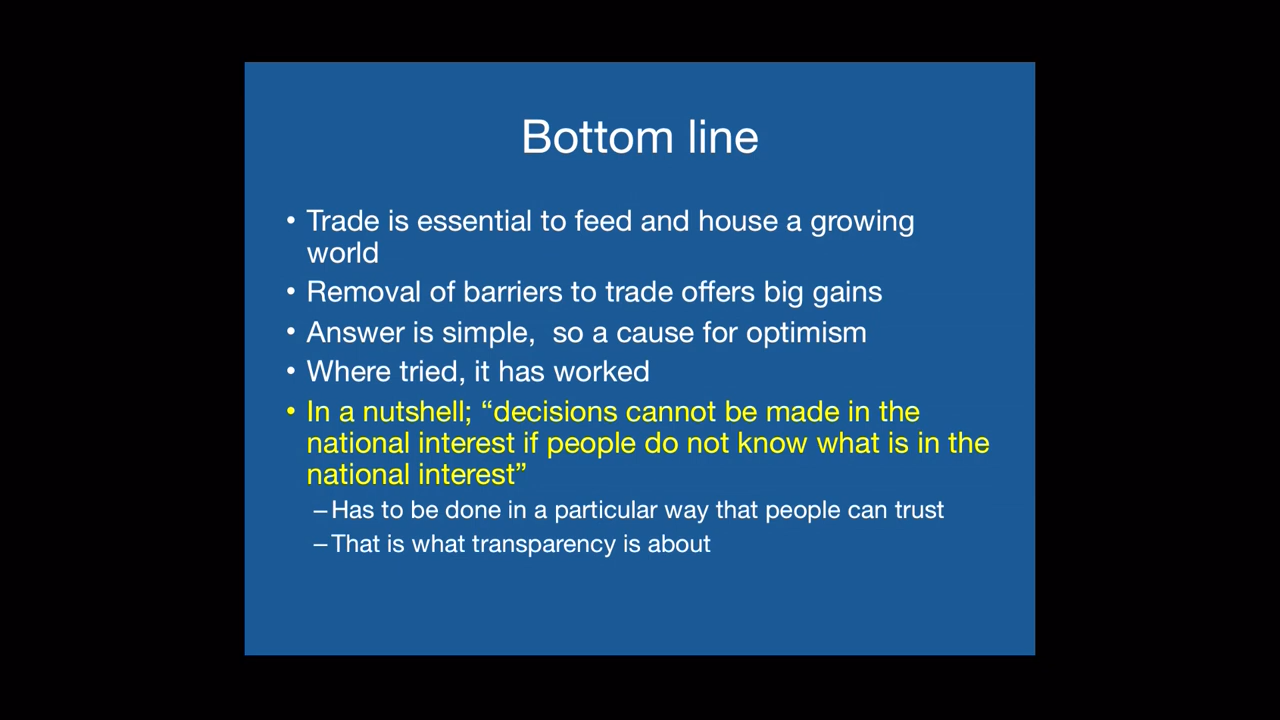 Bottom line
• Trade is essential to feed and house a growing
world
• Removal of barriers to trade offers big gains
• Answer is simple,  so a cause for optimism
• Where tried, it has worked
• In a nutshell; “decisions cannot be made in the
national interest if people do not know what is in the
national interest”
–Has to be done in a particular way that people can trust
–That is what transparency is about